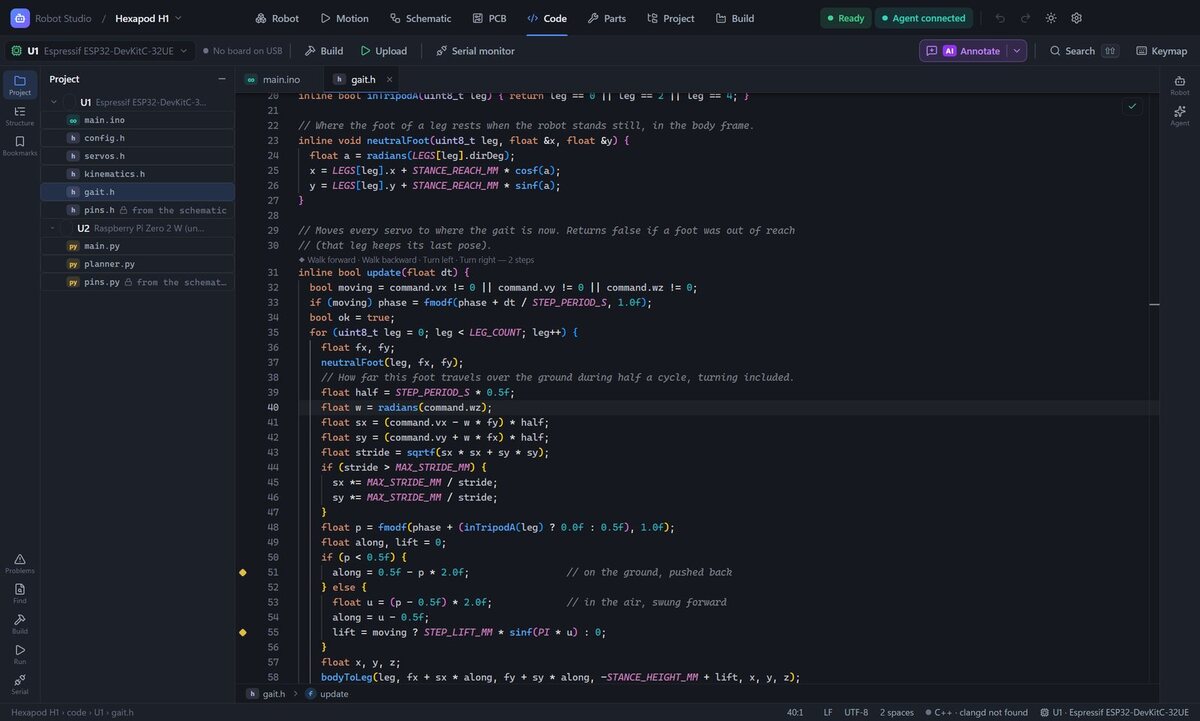 Robot Studio / Hexapod H1
Robot Motion Schematic PCB Code Parts Project Build
Ready Agent connected
U1 Espressif ESP32-DevKitC-32UE No board on USB Build Upload Serial monitor
AI Annotate Search Keymap
Project
Structure
Bookmarks
Problems
Find
Build
Run
Serial
Project
U1 Espressif ESP32-DevKitC-3...
main.ino
config.h
servos.h
kinematics.h
gait.h
pins.h from the schematic
U2 Raspberry Pi Zero 2 W (un...
main.py
planner.py
pins.py from the schemat...
main.ino gait.h
20 inline bool inTripodA(uint8_t leg) { return leg == 0 || leg == 2 || leg == 4; }
21
22 // Where the foot of a leg rests when the robot stands still, in the body frame.
23 inline void neutralFoot(uint8_t leg, float &x, float &y) {
24 float a = radians(LEGS[leg].dirDeg);
25 x = LEGS[leg].x + STANCE_REACH_MM * cosf(a);
26 y = LEGS[leg].y + STANCE_REACH_MM * sinf(a);
27 }
28
29 // Moves every servo to where the gait is now. Returns false if a foot was out of reach
30 // (that leg keeps its last pose).
Walk forward · Walk backward · Turn left · Turn right — 2 steps
31 inline bool update(float dt) {
32 bool moving = command.vx != 0 || command.vy != 0 || command.wz != 0;
33 if (moving) phase = fmodf(phase + dt / STEP_PERIOD_S, 1.0f);
34 bool ok = true;
35 for (uint8_t leg = 0; leg < LEG_COUNT; leg++) {
36 float fx, fy;
37 neutralFoot(leg, fx, fy);
38 // How far this foot travels over the ground during half a cycle, turning included.
39 float half = STEP_PERIOD_S * 0.5f;
40 float w = radians(command.wz);
41 float sx = (command.vx - w * fy) * half;
42 float sy = (command.vy + w * fx) * half;
43 float stride = sqrtf(sx * sx + sy * sy);
44 if (stride > MAX_STRIDE_MM) {
45 sx *= MAX_STRIDE_MM / stride;
46 sy *= MAX_STRIDE_MM / stride;
47 }
48 float p = fmodf(phase + (inTripodA(leg) ? 0.0f : 0.5f), 1.0f);
49 float along, lift = 0;
50 if (p < 0.5f) {
51 along = 0.5f - p * 2.0f; // on the ground, pushed back
52 } else {
53 float u = (p - 0.5f) * 2.0f; // in the air, swung forward
54 along = u - 0.5f;
55 lift = moving ? STEP_LIFT_MM * sinf(PI * u) : 0;
56 }
57 float x, y, z;
58 bodyToLeg(leg, fx + sx * along, fy + sy * along, -STANCE_HEIGHT_MM + lift, x, y, z);
gait.h > update
Robot
Agent
Hexapod H1 › code › U1 › gait.h
40:1 LF UTF-8 2 spaces C++ · clangd not found U1 · Espressif ESP32-DevKitC-32UE